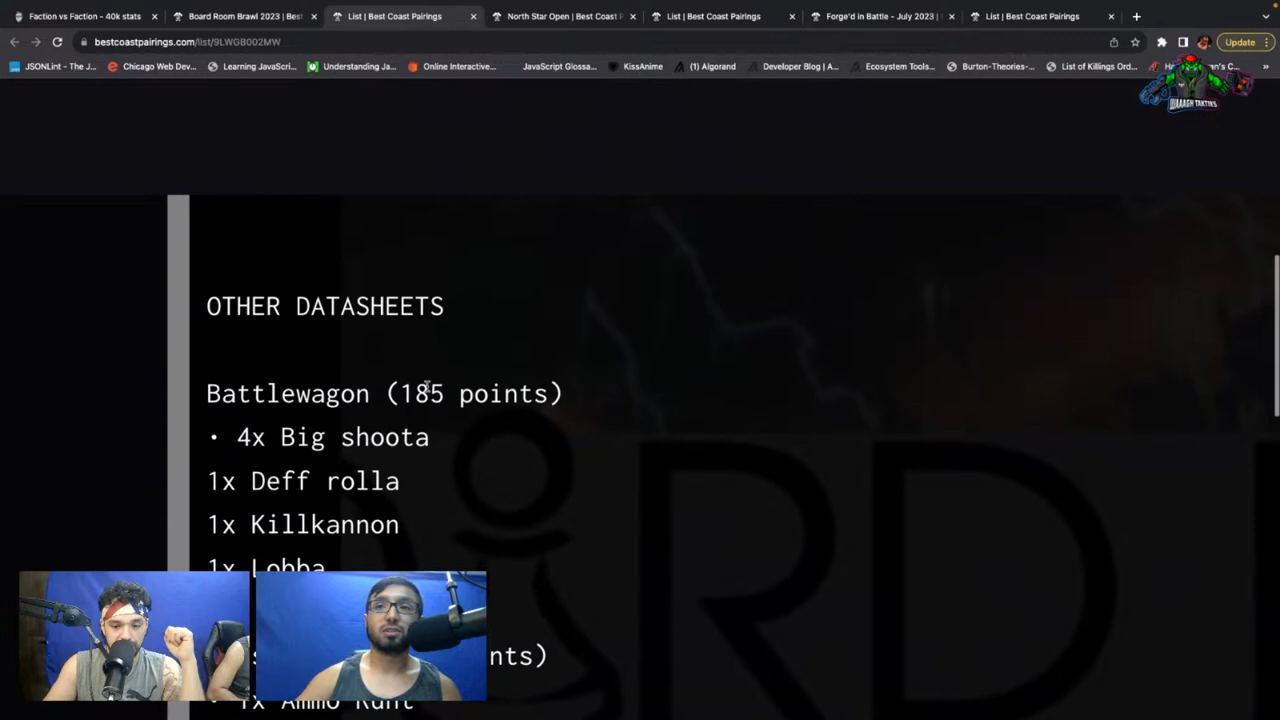 Faction vs Faction - 40k stats
Board Room Brawl 2023 | Best
List | Best Coast Pairings
North Star Open | Best Coast P
List | Best Coast Pairings
Forge'd in Battle - July 2023 |
List | Best Coast Pairings
bestcoastpairings.com/list/9LWGB002MW
Update
JSONLint - The J...
Chicago Web Dev...
Learning JavaScri...
Understanding Ja...
Online Interactive...
JavaScript Glossa...
KissAnime
(1) Algorand
Developer Blog | A...
Ecosystem Tools...
Burton-Theories-...
List of Killings Ord...
WAAAGH TAKTIKS
OTHER DATASHEETS
Battlewagon (185 points)
• 4x Big shoota
1x Deff rolla
1x Killkannon
1x Lobba
nts)
• 1x Ammo Runt